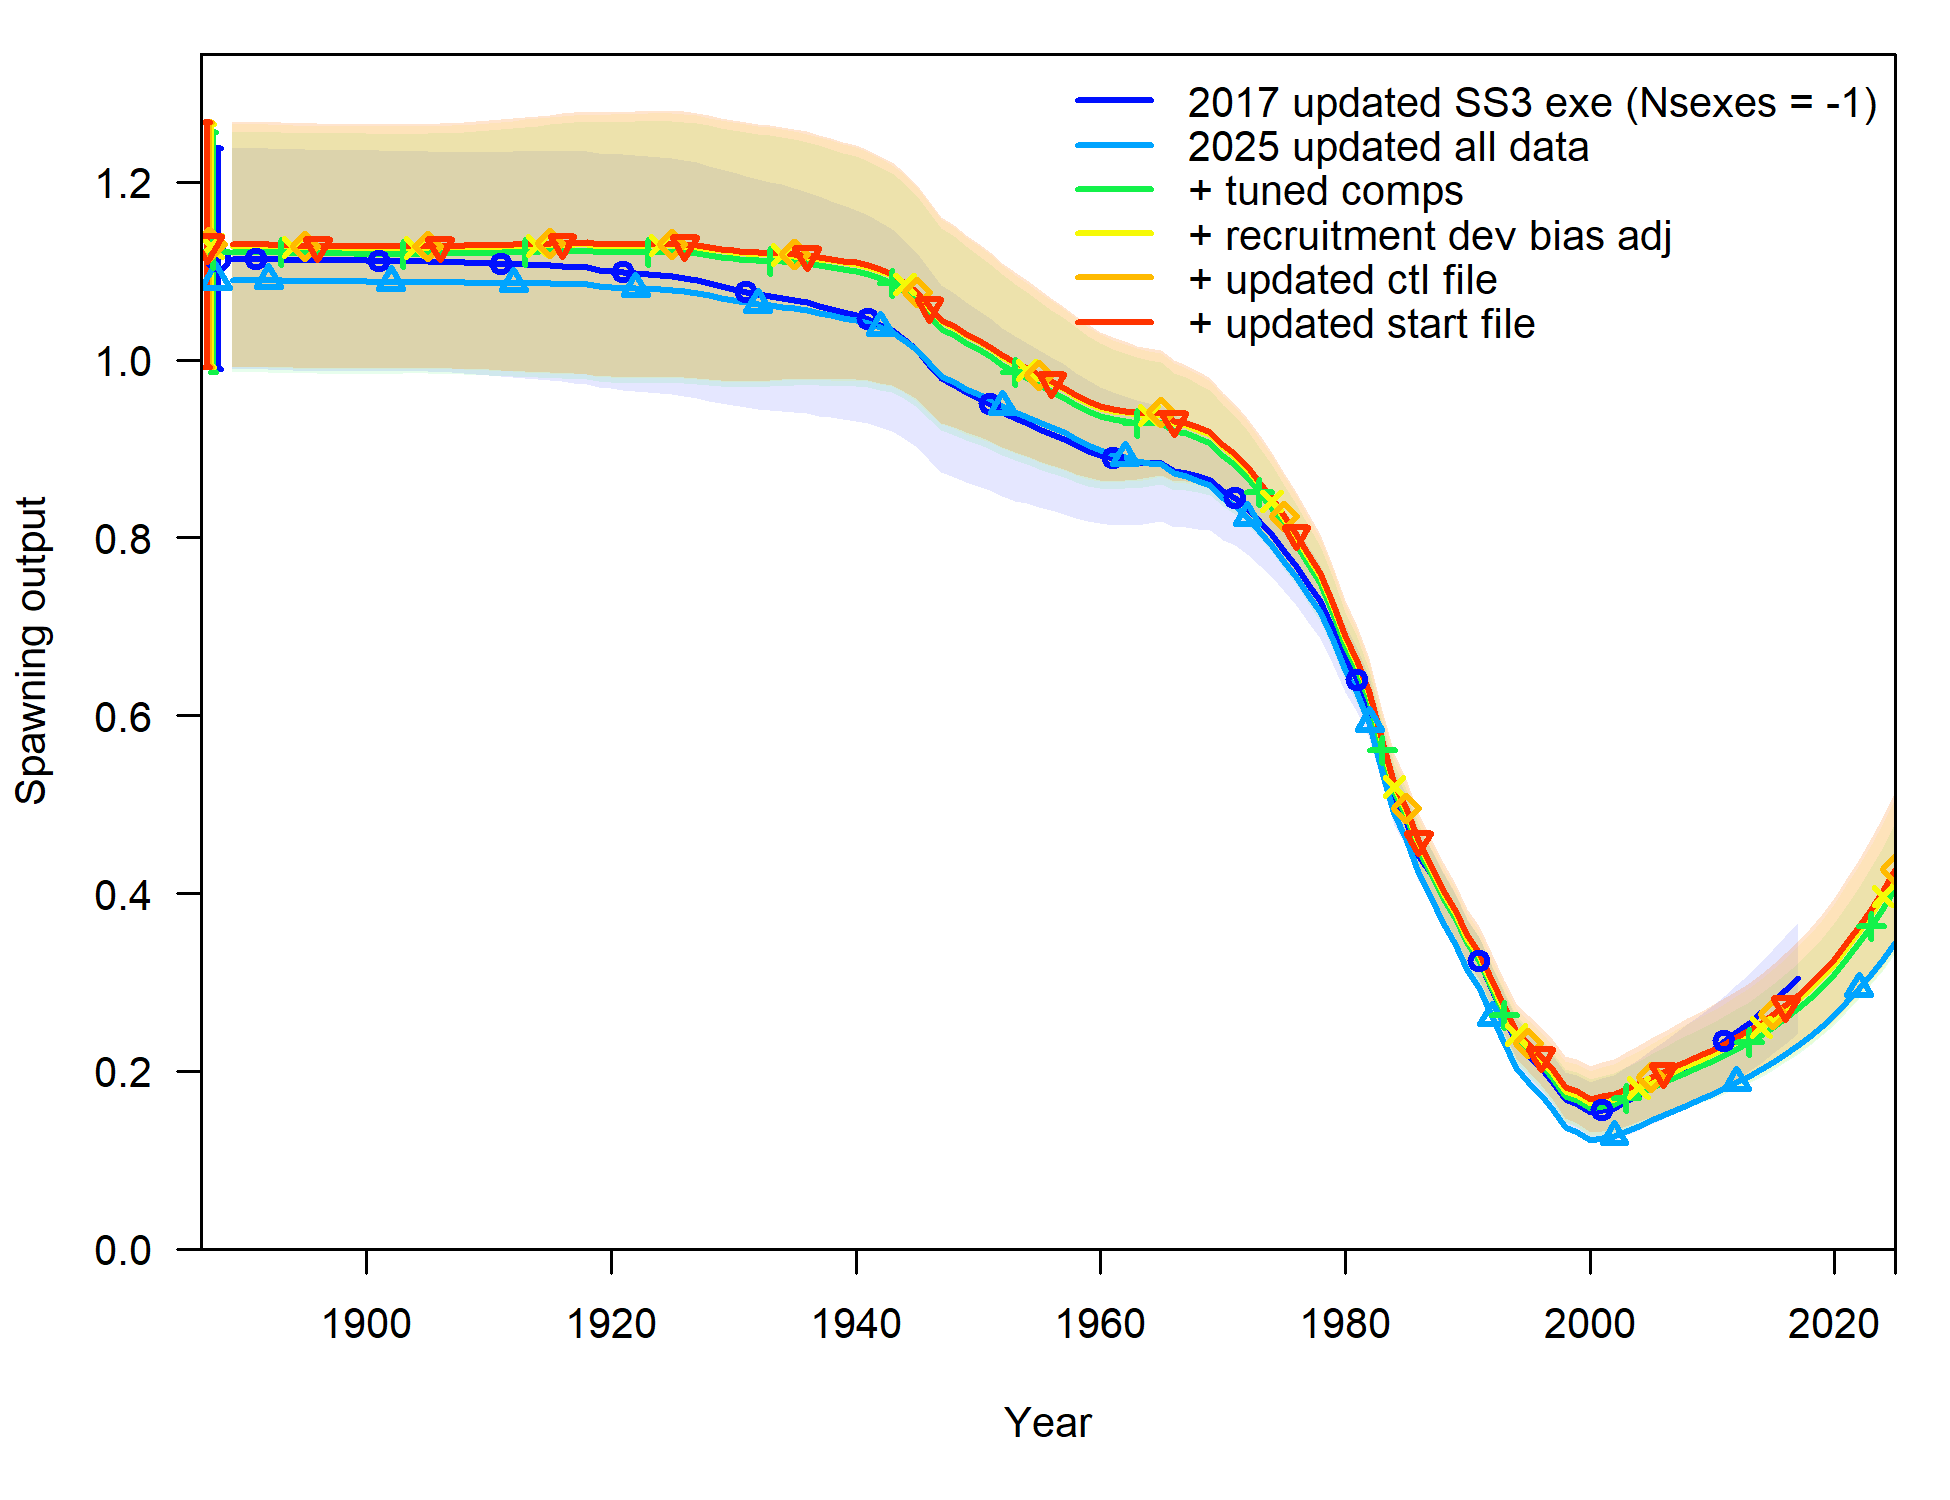 2017 updated SS3 exe (Nsexes = -1)
2025 updated all data
+ tuned comps
+ recruitment dev bias adj
+ updated ctl file
+ updated start file
Spawning output
1.2
1.0
0.8
0.6
0.4
0.2
0.0
1900 1920 1940 1960 1980 2000 2020
Year